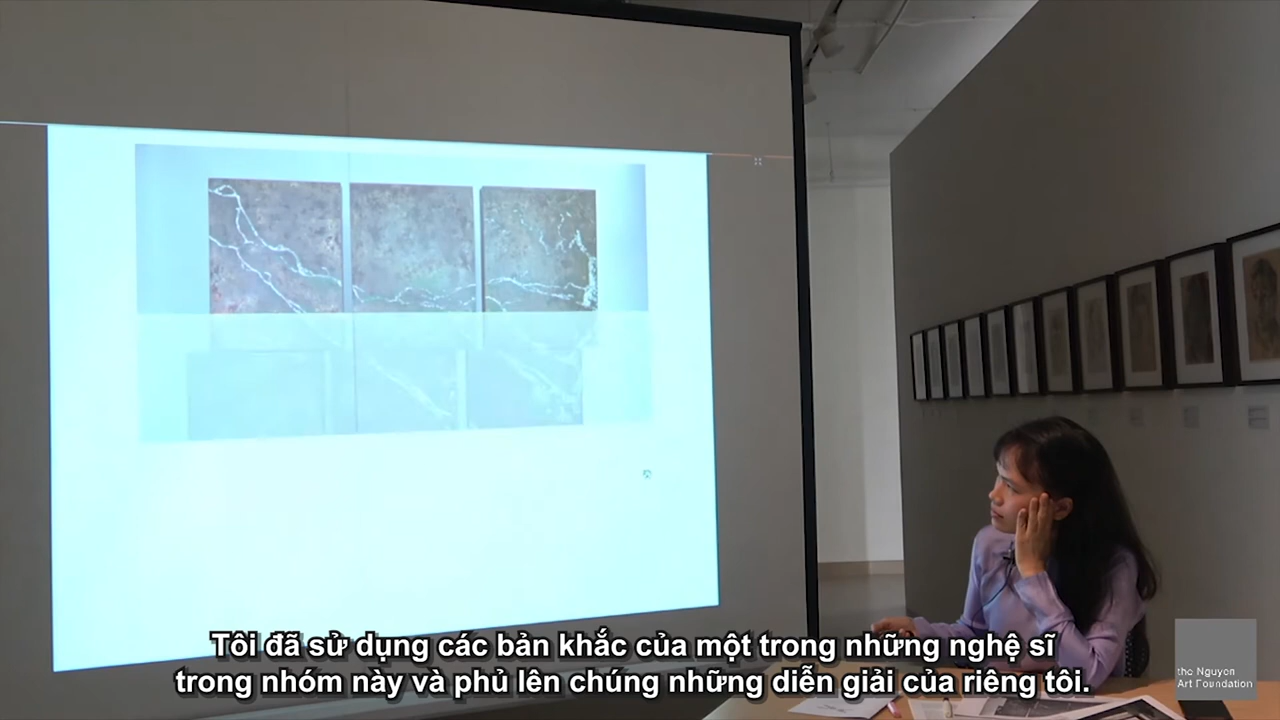 Tôi đã sử dụng các bản khắc của một trong những nghệ sĩ
trong nhóm này và phủ lên chúng những diễn giải của riêng tôi.
the Nguyen
Art Foundation